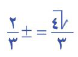 √٤/٣ = ± ٢/٣